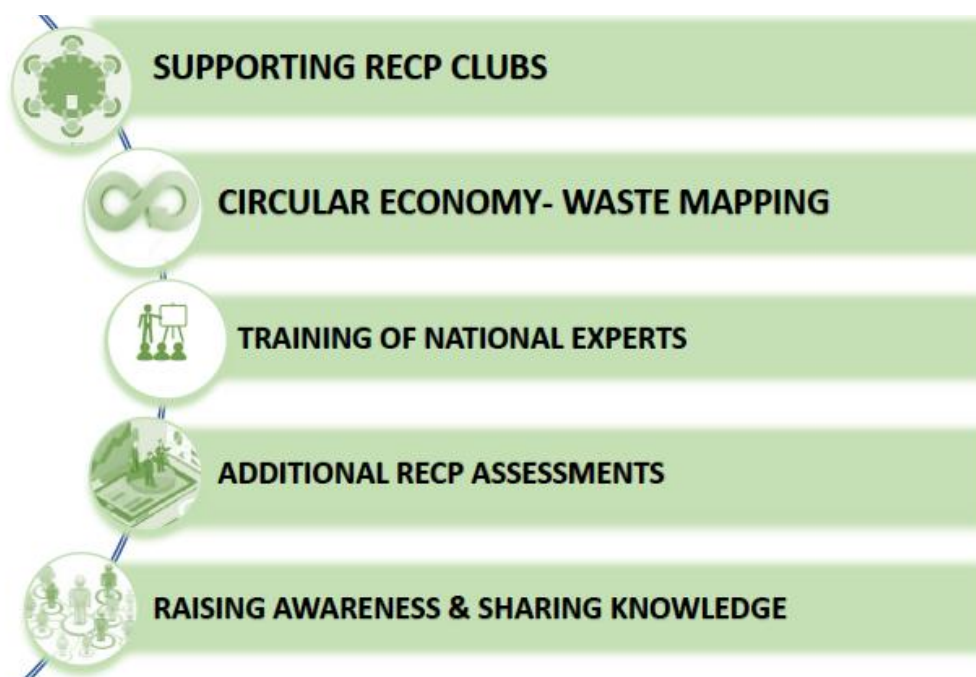 SUPPORTING RECP CLUBS
CIRCULAR ECONOMY- WASTE MAPPING
TRAINING OF NATIONAL EXPERTS
ADDITIONAL RECP ASSESSMENTS
RAISING AWARENESS & SHARING KNOWLEDGE